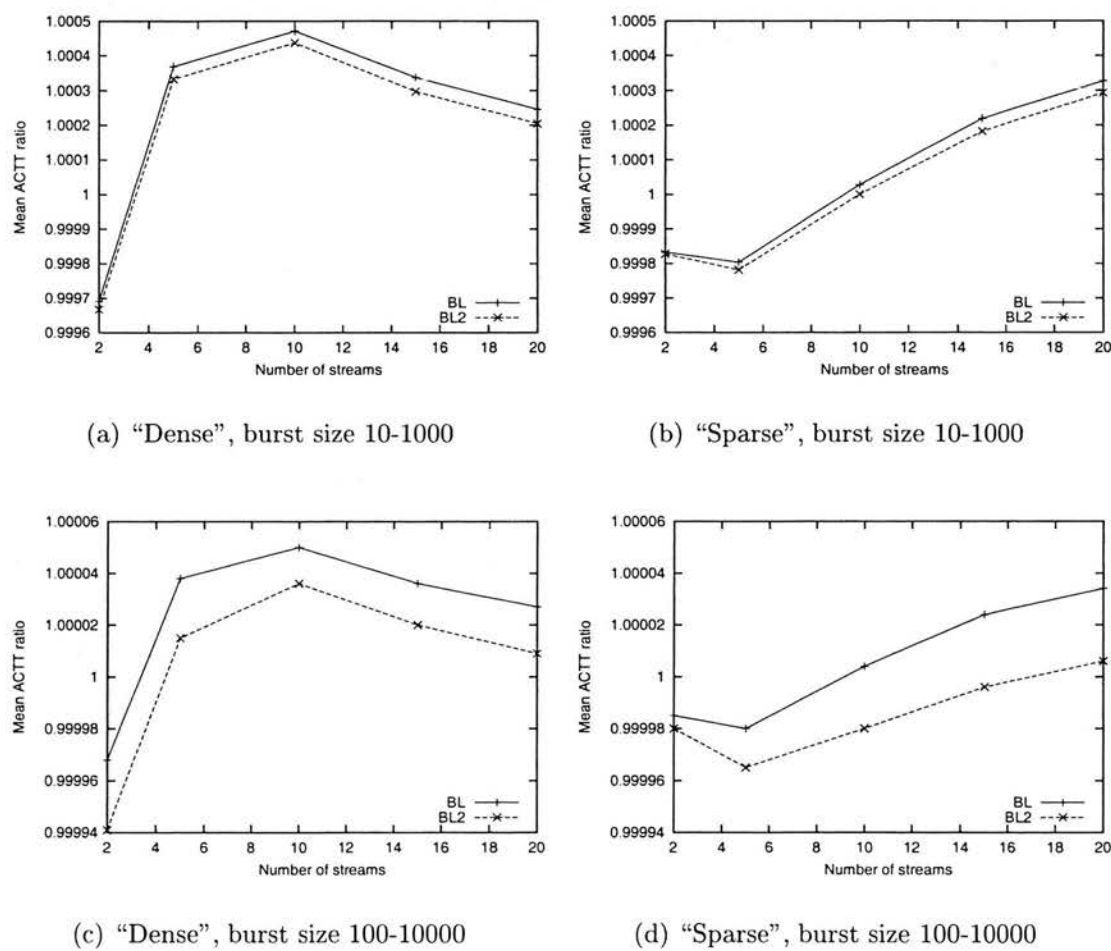 1.0005
1.0004
1.0003
1.0002
1.0001
1
0.9999
0.9998
0.9997
0.9996
Mean ACTT ratio
BL
BL2
2 4 6 8 10 12 14 16 18 20
Number of streams
(a) “Dense”, burst size 10-1000
1.0005
1.0004
1.0003
1.0002
1.0001
1
0.9999
0.9998
0.9997
0.9996
Mean ACTT ratio
BL
BL2
2 4 6 8 10 12 14 16 18 20
Number of streams
(b) “Sparse”, burst size 10-1000
1.00006
1.00004
1.00002
1
0.99998
0.99996
0.99994
Mean ACTT ratio
BL
BL2
2 4 6 8 10 12 14 16 18 20
Number of streams
(c) “Dense”, burst size 100-10000
1.00006
1.00004
1.00002
1
0.99998
0.99996
0.99994
Mean ACTT ratio
BL
BL2
2 4 6 8 10 12 14 16 18 20
Number of streams
(d) “Sparse”, burst size 100-10000